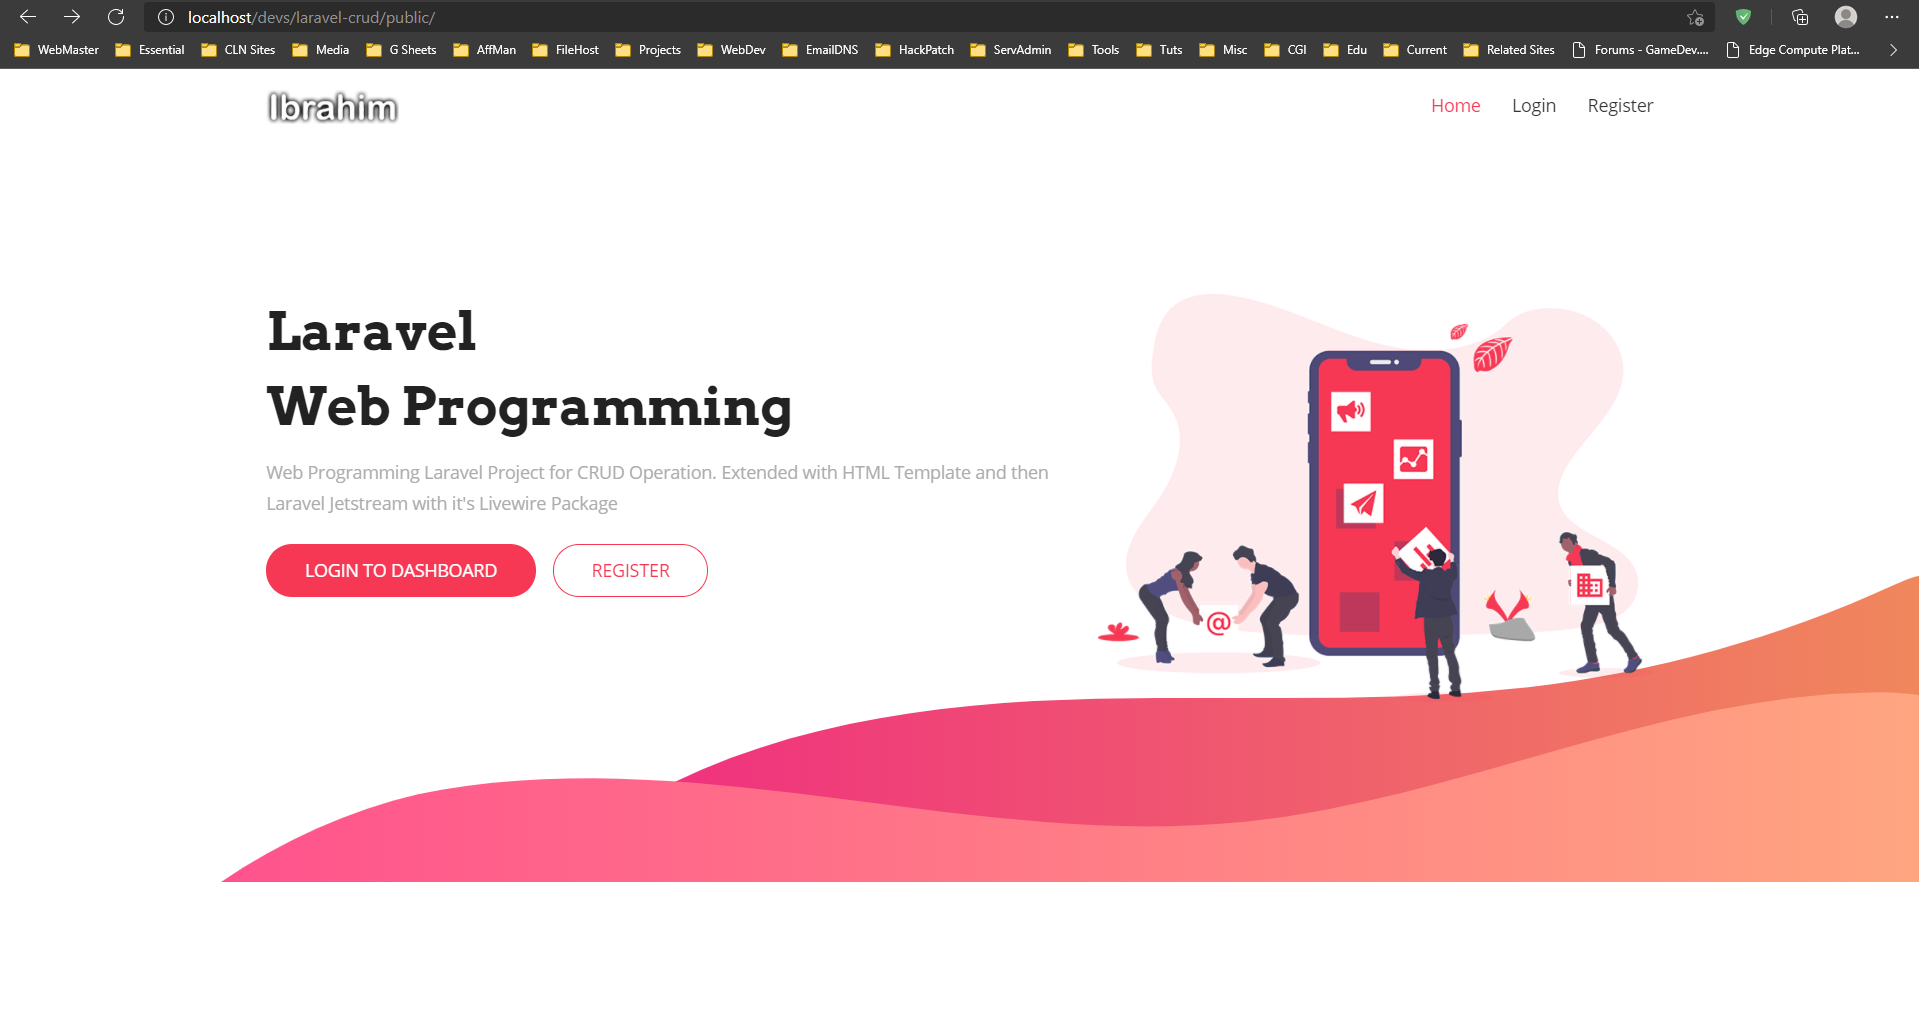 localhost/devs/laravel-crud/public/
WebMaster Essential CLN Sites Media G Sheets AffMan FileHost Projects WebDev EmailDNS HackPatch ServAdmin Tools Tuts Misc CGI Edu Current Related Sites Forums - GameDev.... Edge Compute Plat...
Ibrahim
Home Login Register
Laravel
Web Programming
Web Programming Laravel Project for CRUD Operation. Extended with HTML Template and then
Laravel Jetstream with it's Livewire Package
LOGIN TO DASHBOARD REGISTER
@